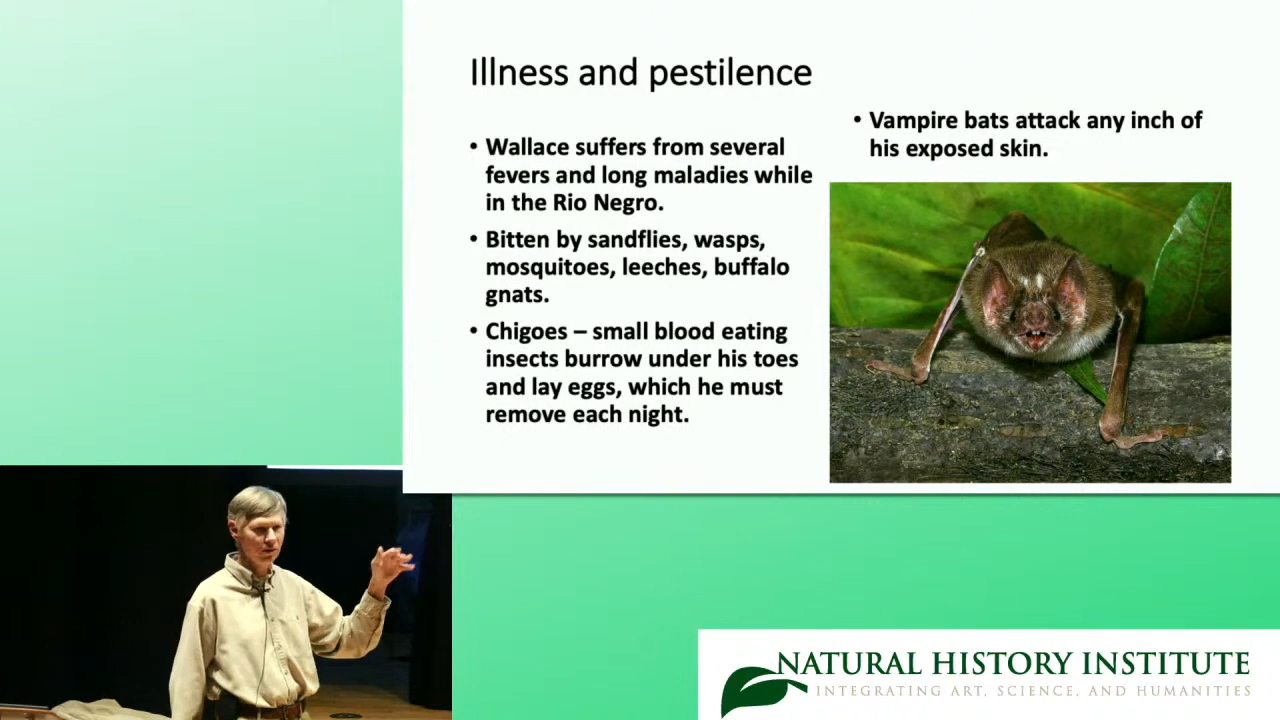 Illness and pestilence
• Wallace suffers from several
fevers and long maladies while
in the Rio Negro.
• Bitten by sandflies, wasps,
mosquitoes, leeches, buffalo
gnats.
• Chigoes – small blood eating
insects burrow under his toes
and lay eggs, which he must
remove each night.
• Vampire bats attack any inch of
his exposed skin.
NATURAL HISTORY INSTITUTE
INTEGRATING ART, SCIENCE, AND HUMANITIES